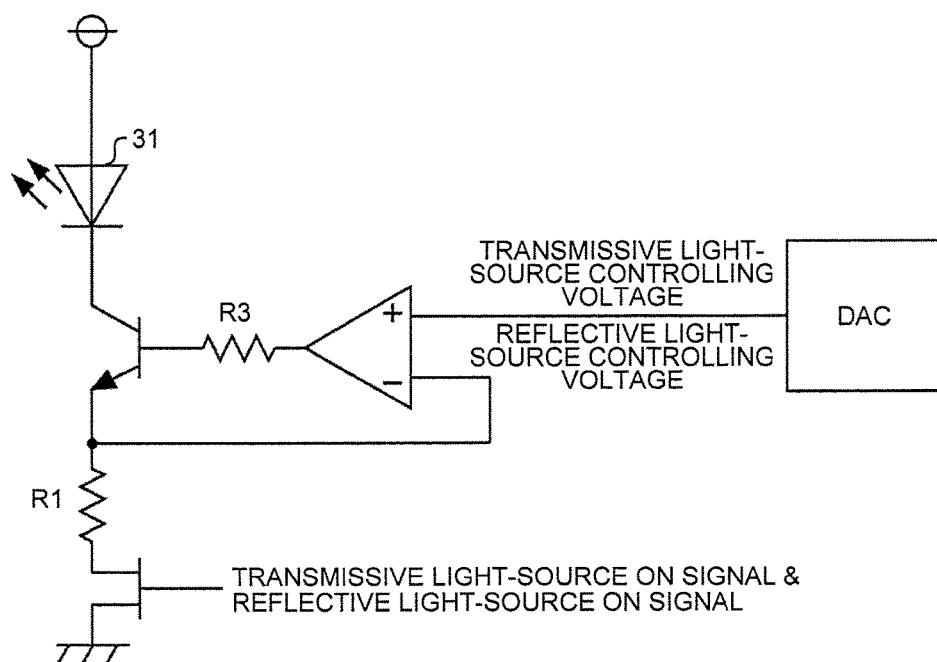 31
R3
+
−
TRANSMISSIVE LIGHT-
SOURCE CONTROLLING
VOLTAGE
REFLECTIVE LIGHT-
SOURCE CONTROLLING
VOLTAGE
DAC
R1
TRANSMISSIVE LIGHT-SOURCE ON SIGNAL &
REFLECTIVE LIGHT-SOURCE ON SIGNAL